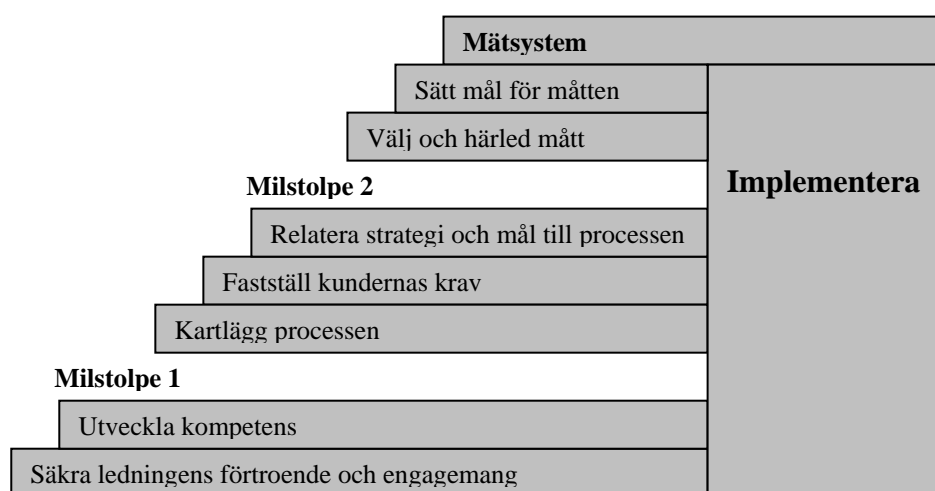 Mätsystem
Sätt mål för måtten
Välj och härled mått
Implementera
Milstolpe 2
Relatera strategi och mål till processen
Fastställ kundernas krav
Kartlägg processen
Milstolpe 1
Utveckla kompetens
Säkra ledningens förtroende och engagemang